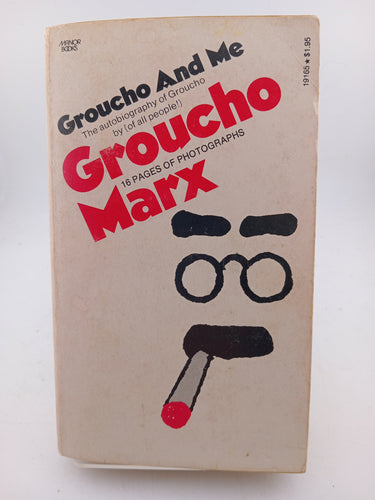 MANOR
BOOKS
19165 ★ $1.95
Groucho And Me
The autobiography of Groucho
by (of all people!)
Groucho
16 PAGES OF PHOTOGRAPHS
Marx